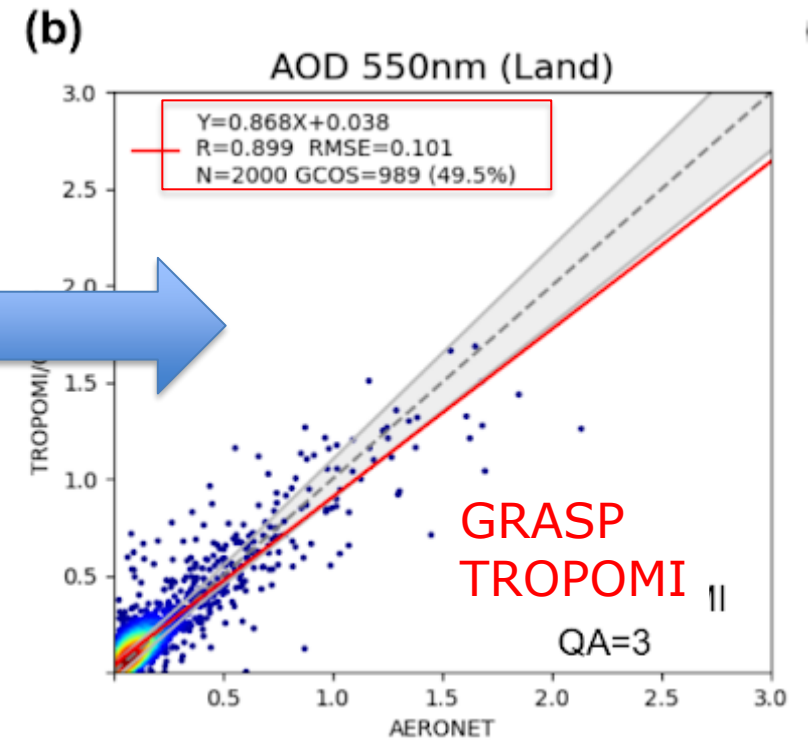 (b)
AOD 550nm (Land)
Y=0.868X+0.038
R=0.899 RMSE=0.101
N=2000 GCOS=989 (49.5%)
3.0
2.5
2.0
1.5
1.0
0.5
TROPOMI/
GRASP
TROPOMI
QA=3
0.5 1.0 1.5 2.0 2.5 3.0
AERONET